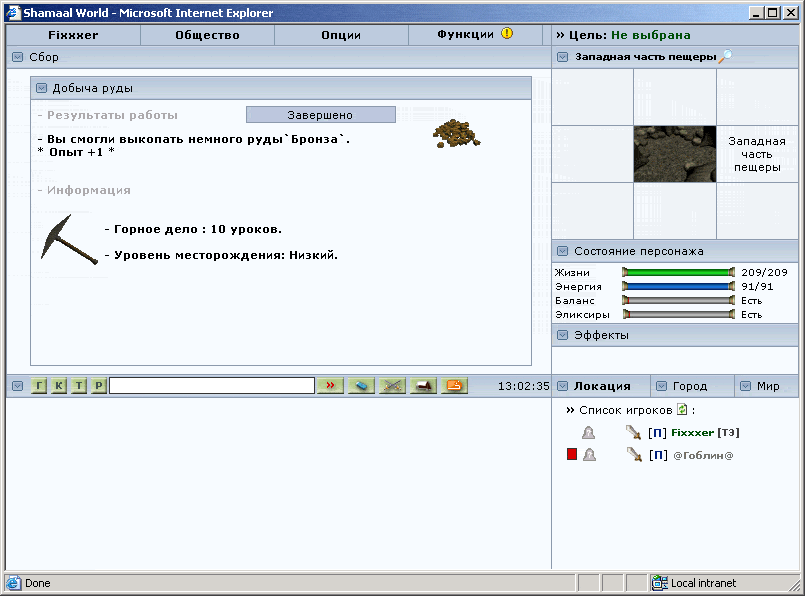 Shamaal World - Microsoft Internet Explorer
Fixxxer Общество Опции Функции
» Цель: Не выбрана
Сбор
Западная часть пещеры
Добыча руды
- Результаты работы
Завершено
- Вы смогли выкопать немного руды`Бронза`.
* Опыт +1 *
- Информация
- Горное дело : 10 уроков.
- Уровень месторождения: Низкий.
Западная
часть
пещеры
Состояние персонажа
Жизни 209/209
Энергия 91/91
Баланс Есть
Эликсиры Есть
Эффекты
Г К Т Р » 13:02:35
Локация Город Мир
» Список игроков :
[П] Fixxxer [ТЭ]
[П] @Гоблин@
Done Local intranet